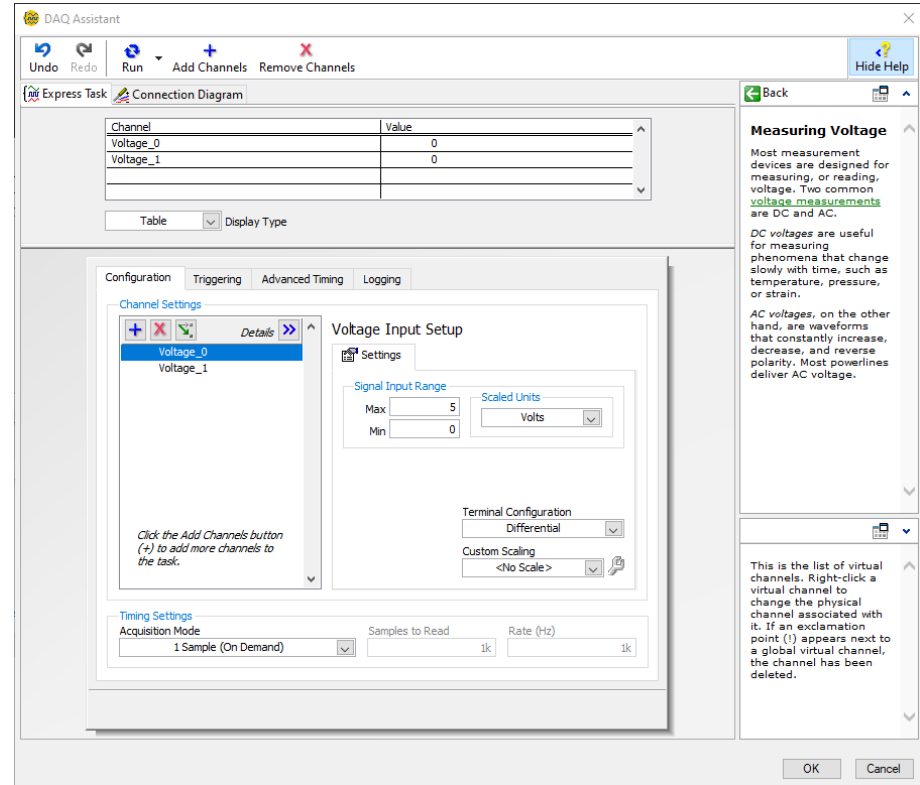 DAQ Assistant
Undo Redo Run Add Channels Remove Channels Hide Help
Express Task Connection Diagram
Channel Value
Voltage_0 0
Voltage_1 0
Table Display Type
Configuration Triggering Advanced Timing Logging
Channel Settings
Details
Voltage_0
Voltage_1
Click the Add Channels button
(+) to add more channels to
the task.
Voltage Input Setup
Settings
Signal Input Range
Max 5
Min 0
Scaled Units
Volts
Terminal Configuration
Differential
Custom Scaling
<No Scale>
Timing Settings
Acquisition Mode Samples to Read Rate (Hz)
1 Sample (On Demand) 1k 1k
Back
Measuring Voltage
Most measurement
devices are designed for
measuring, or reading,
voltage. Two common
voltage measurements
are DC and AC.
DC voltages are useful
for measuring
phenomena that change
slowly with time, such as
temperature, pressure,
or strain.
AC voltages, on the other
hand, are waveforms
that constantly increase,
decrease, and reverse
polarity. Most powerlines
deliver AC voltage.
This is the list of virtual
channels. Right-click a
virtual channel to
change the physical
channel associated with
it. If an exclamation
point (!) appears next to
a global virtual channel,
the channel has been
deleted.
OK Cancel